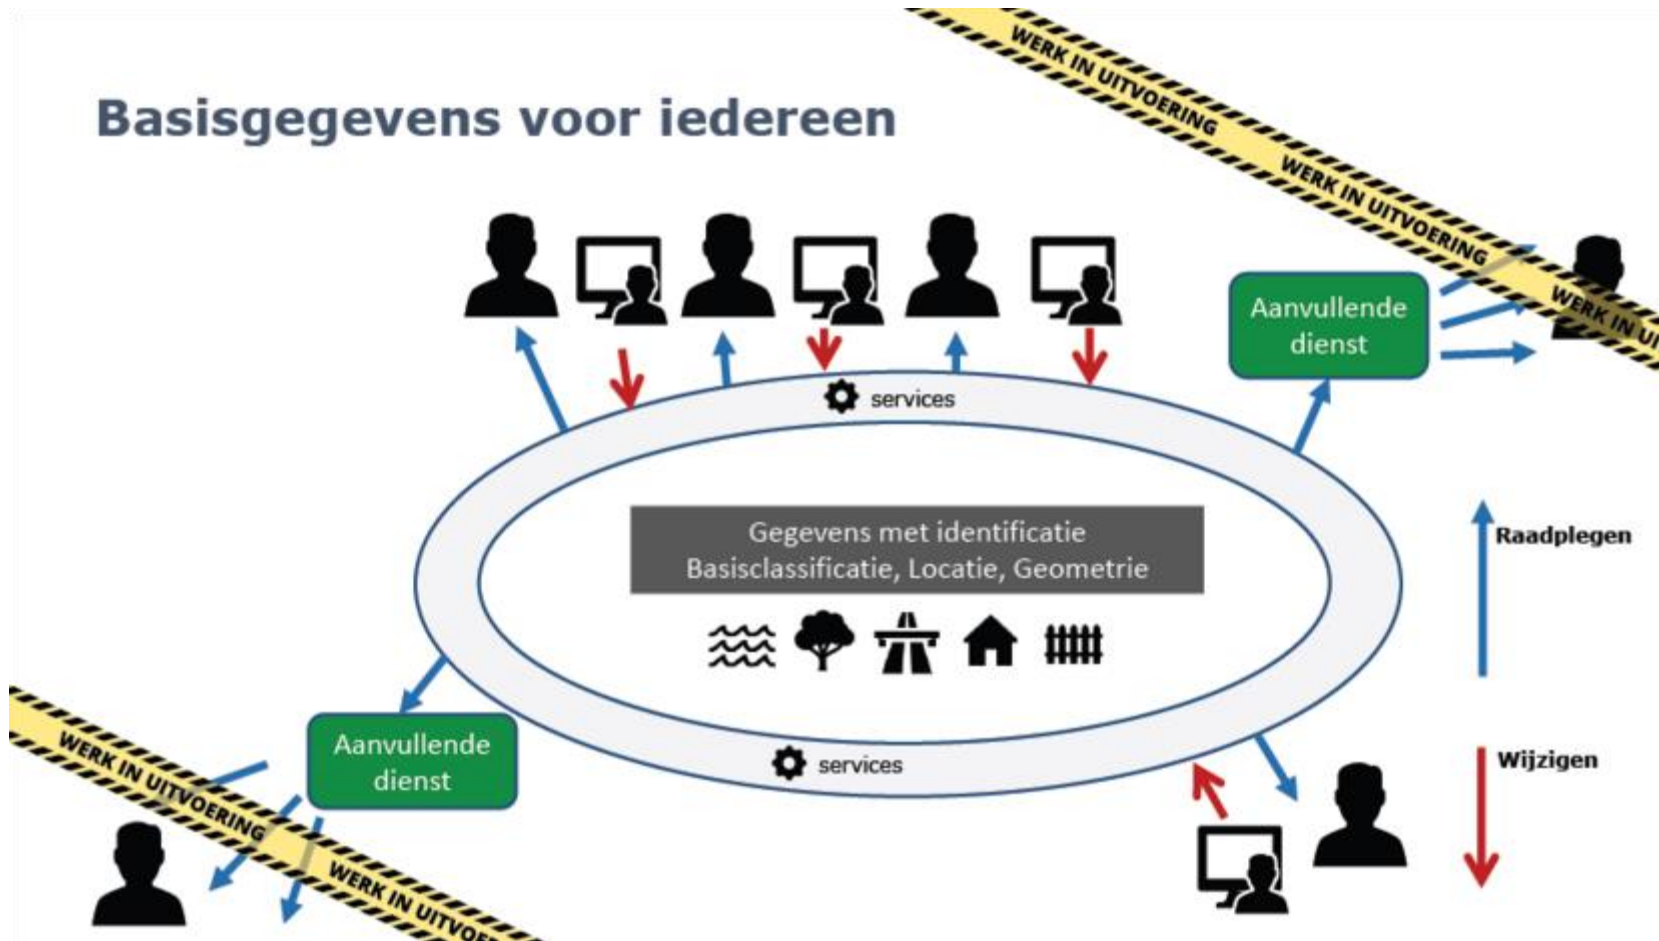 Basisgegevens voor iedereen
WERK IN UITVOERING
WERK IN UITVOERING
WERK IN UI
Aanvullende
dienst
services
Gegevens met identificatie
Basisclassificatie, Locatie, Geometrie
Raadplegen
Wijzigen
services
Aanvullende
dienst
WERK IN UITVOERING
WERK IN UITVOE